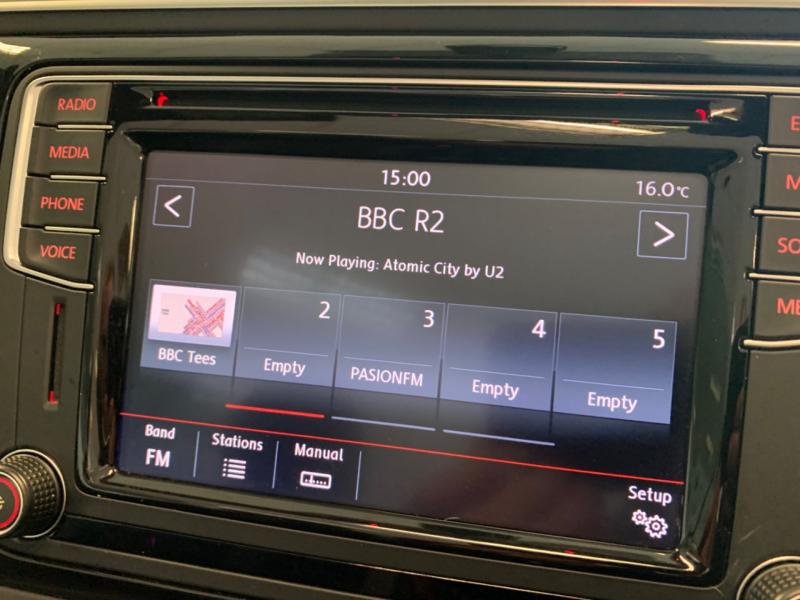 RADIO
MEDIA
PHONE
VOICE
15:00
16.0°C
<
BBC R2
>
Now Playing: Atomic City by U2
BBC Tees
2
Empty
3
PASIONFM
4
Empty
5
Empty
Band
FM
Stations
Manual
Setup